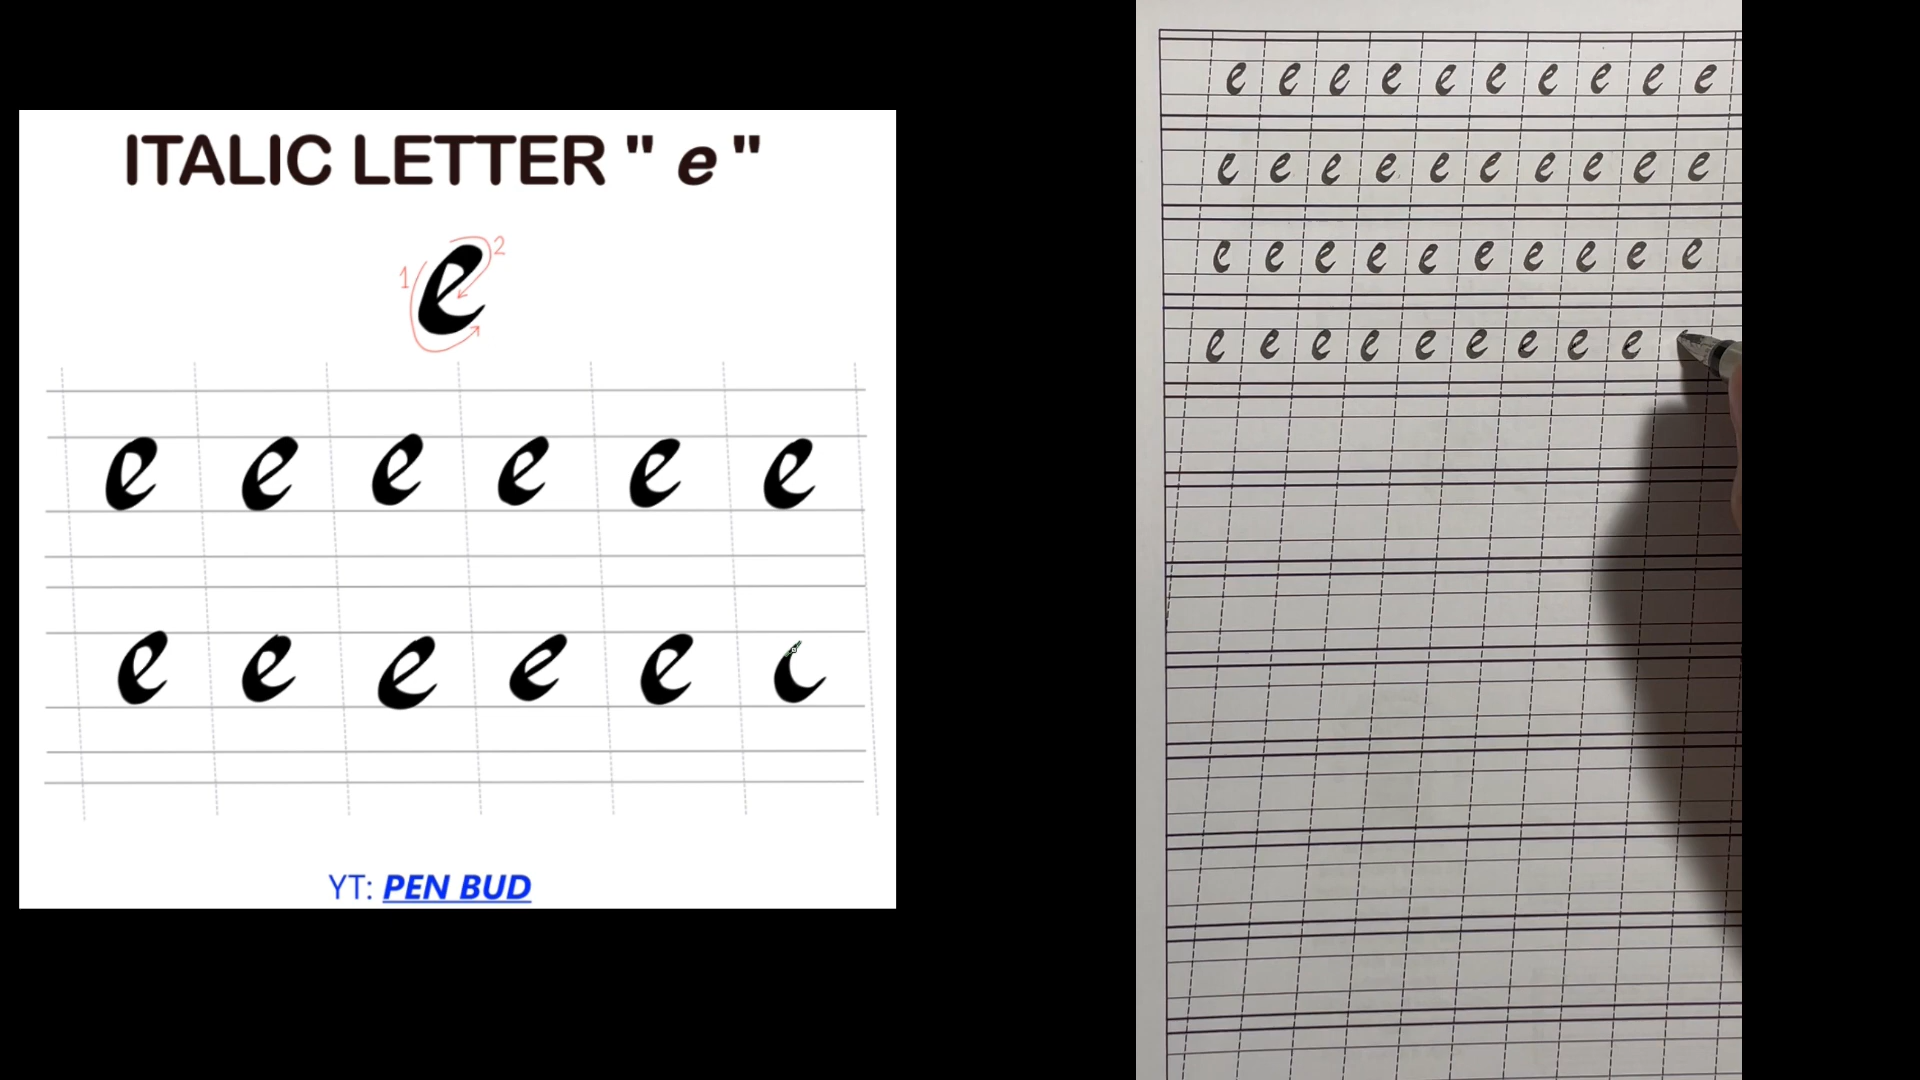 ITALIC LETTER " e "
1 e 2
e e e e e e
e e e e e
YT: PEN BUD
e e e e e e e e e e
e e e e e e e e e e
e e e e e e e e e e
e e e e e e e e e